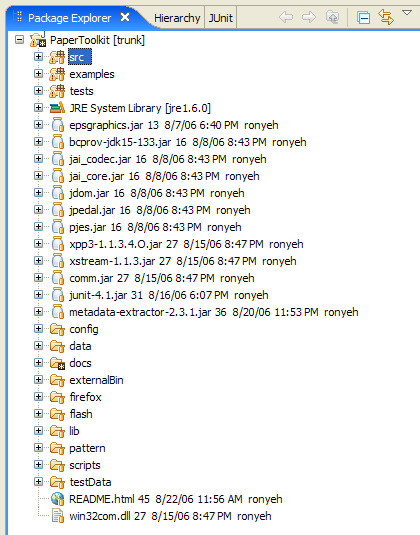 Package Explorer Hierarchy JUnit
PaperToolkit [trunk]
src
examples
tests
JRE System Library [jre1.6.0]
epsgraphics.jar 13 8/7/06 6:40 PM ronyeh
bcprov-jdk15-133.jar 16 8/8/06 8:43 PM ronyeh
jai_codec.jar 16 8/8/06 8:43 PM ronyeh
jai_core.jar 16 8/8/06 8:43 PM ronyeh
jdom.jar 16 8/8/06 8:43 PM ronyeh
jpedal.jar 16 8/8/06 8:43 PM ronyeh
pjes.jar 16 8/8/06 8:43 PM ronyeh
xpp3-1.1.3.4.O.jar 27 8/15/06 8:47 PM ronyeh
xstream-1.1.3.jar 27 8/15/06 8:47 PM ronyeh
comm.jar 27 8/15/06 8:47 PM ronyeh
junit-4.1.jar 31 8/16/06 6:07 PM ronyeh
metadata-extractor-2.3.1.jar 36 8/20/06 11:53 PM ronyeh
config
data
docs
externalBin
firefox
flash
lib
pattern
scripts
testData
README.html 45 8/22/06 11:56 AM ronyeh
win32com.dll 27 8/15/06 8:47 PM ronyeh